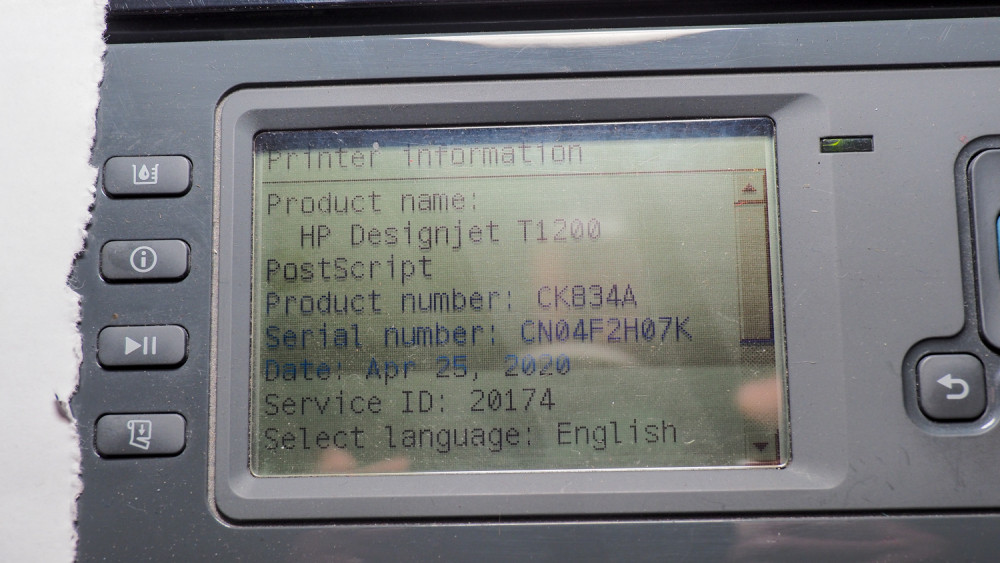 Printer information
Product name:
HP Designjet T1200
PostScript
Product number: CK834A
Serial number: CN04F2H07K
Date: Apr 25, 2020
Service ID: 20174
Select language: English